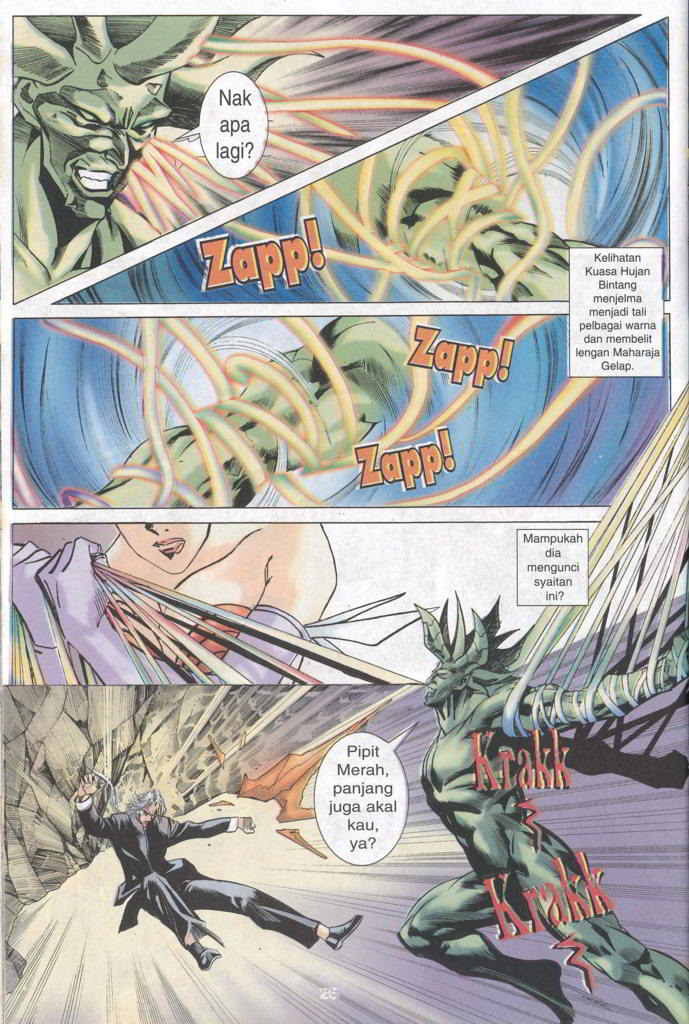 Nak
apa
lagi?
Zapp!
Kelihatan
Kuasa Hujan
Bintang
menjelma
menjadi tali
pelbagai warna
dan membelit
lengan Maharaja
Gelap.
Zapp!
Zapp!
Mampukah
dia
mengunci
syaitan
ini?
Pipit
Merah,
panjang
juga akal
kau,
ya?
Krakk
Krakk
26